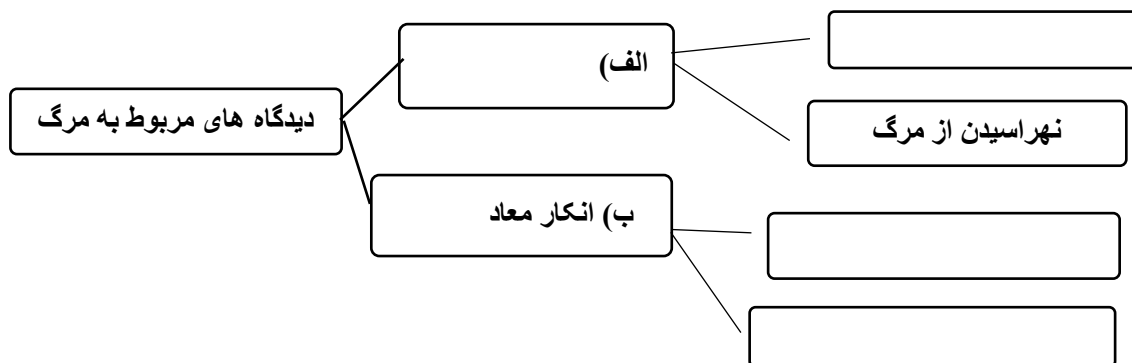 دیدگاه های مربوط به مرگ
الف)
نهراسیدن از مرگ
ب) انکار معاد